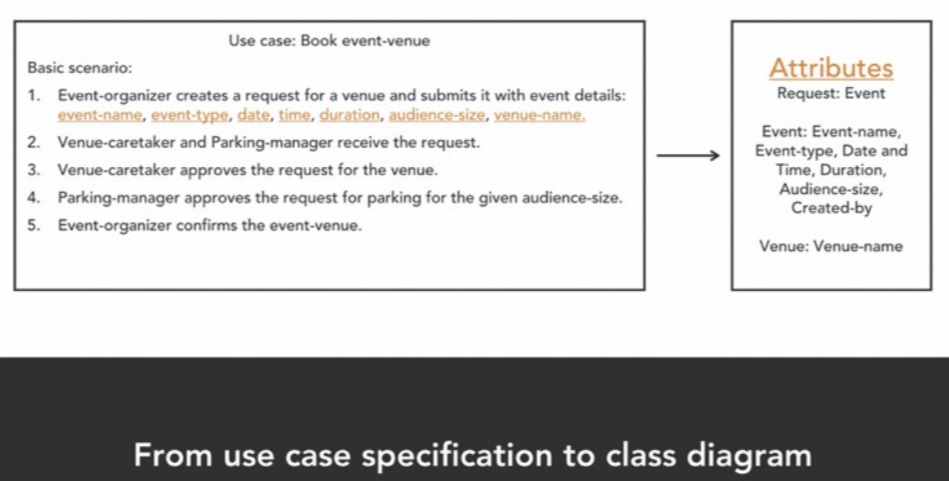 Use case: Book event-venue
Basic scenario:
1. Event-organizer creates a request for a venue and submits it with event details:
event-name, event-type, date, time, duration, audience-size, venue-name.
2. Venue-caretaker and Parking-manager receive the request.
3. Venue-caretaker approves the request for the venue.
4. Parking-manager approves the request for parking for the given audience-size.
5. Event-organizer confirms the event-venue.
Attributes
Request: Event
Event: Event-name,
Event-type, Date and
Time, Duration,
Audience-size,
Created-by
Venue: Venue-name
From use case specification to class diagram